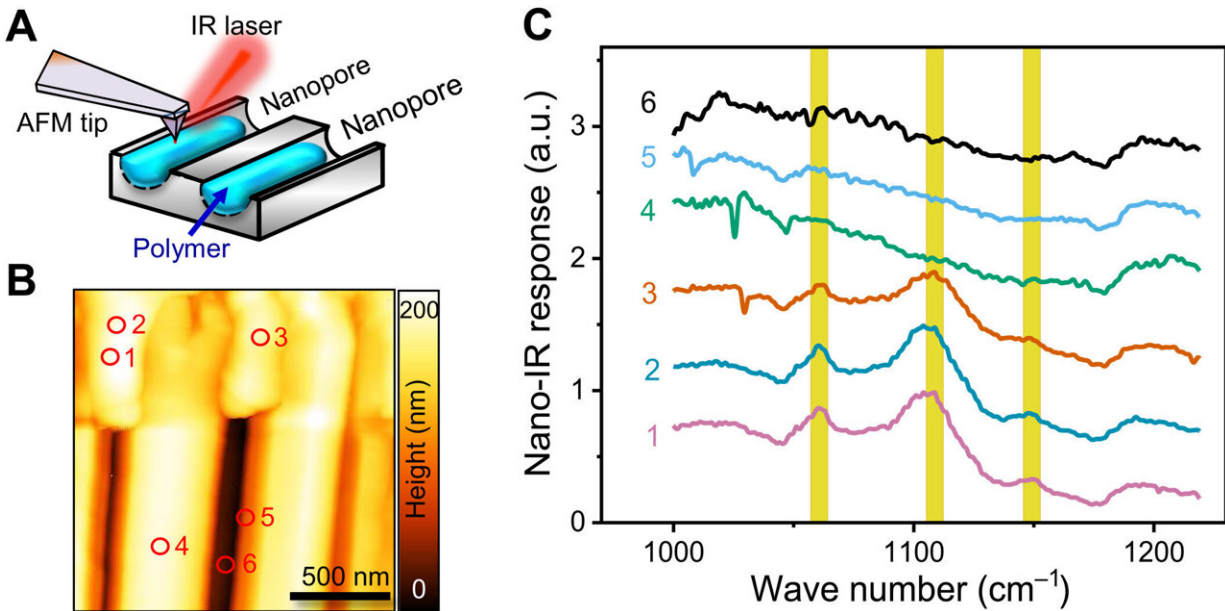 A
IR laser
Nanopore
Nanopore
AFM tip
Polymer
B
200
2
1
3
5
4
6
500 nm
0
Height (nm)
C
Nano-IR response (a.u.)
3
2
1
0
6
5
4
3
2
1
1000
1100
1200
Wave number (cm⁻¹)